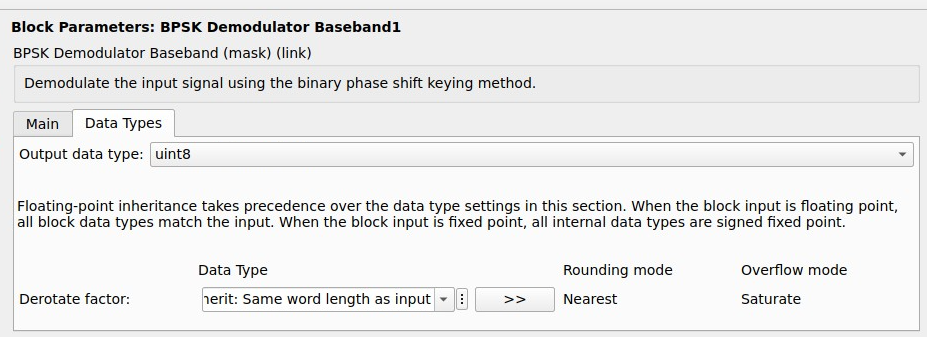 Block Parameters: BPSK Demodulator Baseband1
BPSK Demodulator Baseband (mask) (link)
Demodulate the input signal using the binary phase shift keying method.
Main Data Types
Output data type: uint8
Floating-point inheritance takes precedence over the data type settings in this section. When the block input is floating point,
all block data types match the input. When the block input is fixed point, all internal data types are signed fixed point.
Data Type Rounding mode Overflow mode
Derotate factor: herit: Same word length as input >> Nearest Saturate